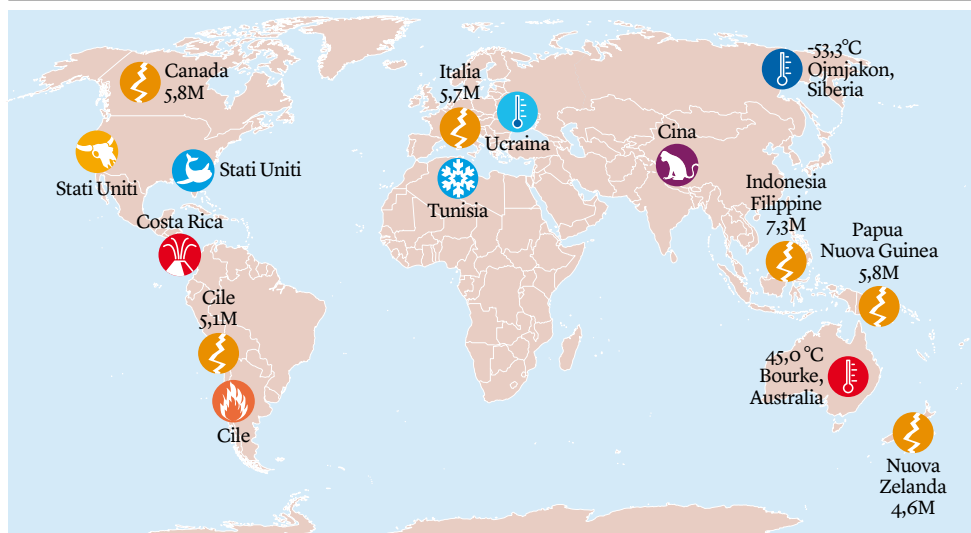 Canada
5,8M
Italia
5,7M
-53,3°C
Ojmjakon,
Siberia
Ucraina
Cina
Stati Uniti
Stati Uniti
Tunisia
Indonesia
Filippine
7,3M
Costa Rica
Papua
Nuova Guinea
5,8M
Cile
5,1M
45,0 °C
Bourke,
Australia
Cile
Nuova
Zelanda
4,6M